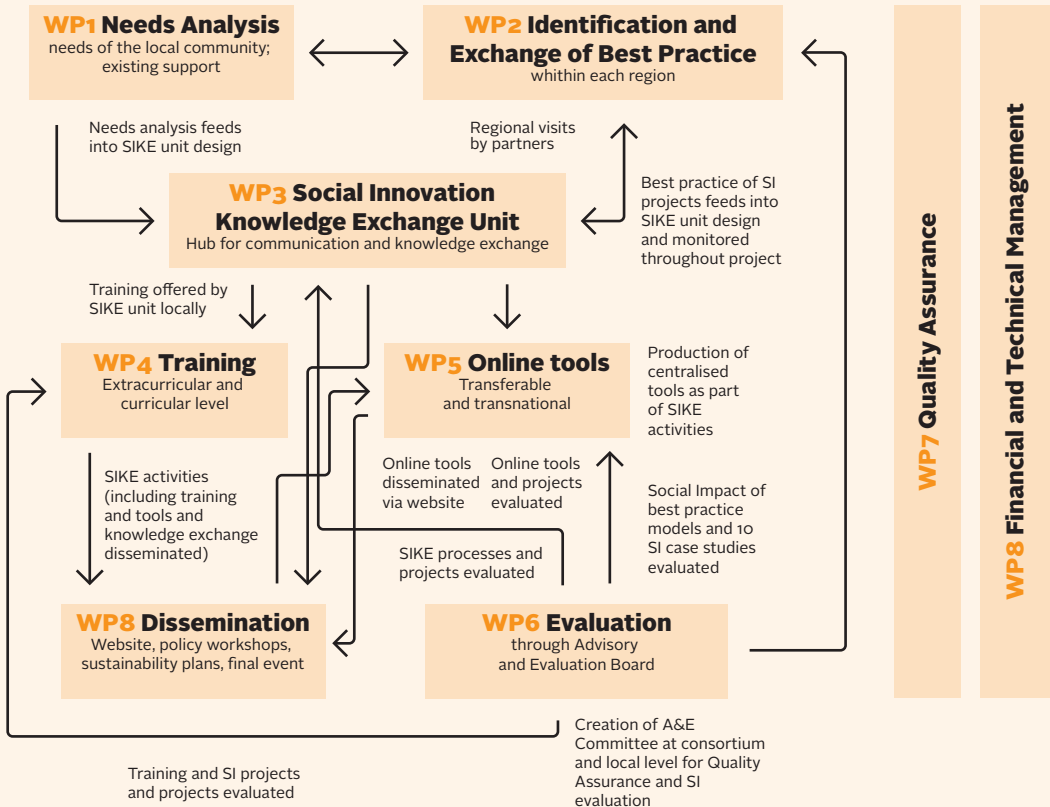 WP1 Needs Analysis
needs of the local community;
existing support
WP2 Identification and
Exchange of Best Practice
whithin each region
Needs analysis feeds
into SIKE unit design
Regional visits
by partners
WP3 Social Innovation
Knowledge Exchange Unit
Hub for communication and knowledge exchange
Best practice of SI
projects feeds into
SIKE unit design
and monitored
throughout project
Training offered by
SIKE unit locally
WP4 Training
Extracurricular and
curricular level
WP5 Online tools
Transferable
and transnational
Production of
centralised
tools as part
of SIKE
activities
SIKE activities
(including training
and tools and
knowledge exchange
disseminated)
Online tools
disseminated
via website
Online tools
and projects
evaluated
Social Impact of
best practice
models and 10
SI case studies
evaluated
SIKE processes and
projects evaluated
WP8 Dissemination
Website, policy workshops,
sustainability plans, final event
WP6 Evaluation
through Advisory
and Evaluation Board
Training and SI projects
and projects evaluated
Creation of A&E
Committee at consortium
and local level for Quality
Assurance and SI
evaluation
WP7 Quality Assurance
WP8 Financial and Technical Management